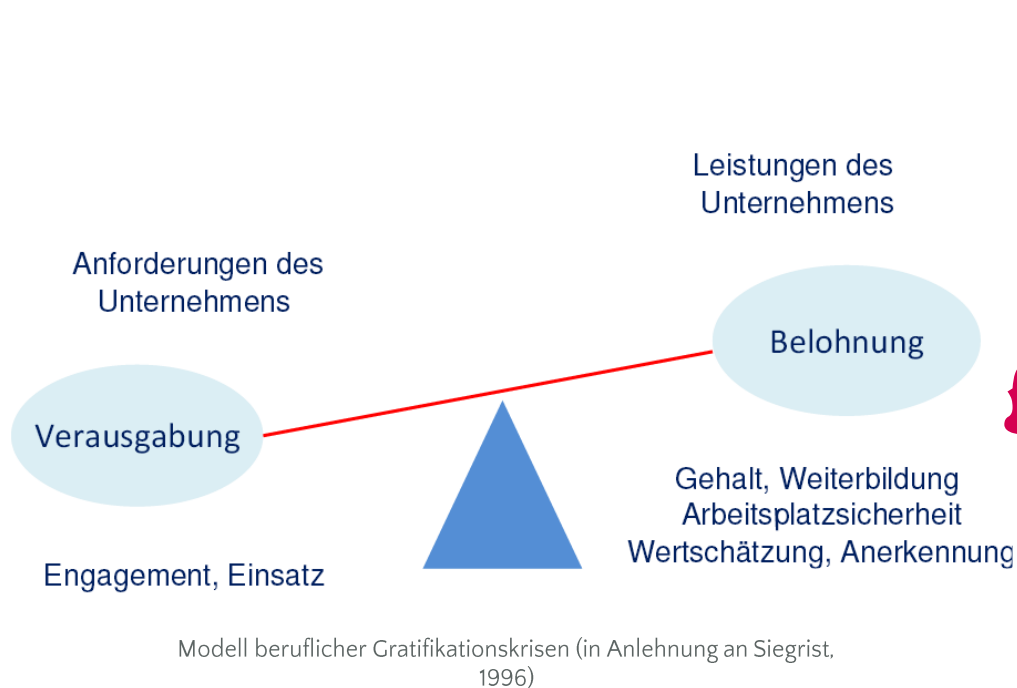 Leistungen des
Unternehmens
Anforderungen des
Unternehmens
Belohnung
Verausgabung
Gehalt, Weiterbildung
Arbeitsplatzsicherheit
Wertschätzung, Anerkennung
Engagement, Einsatz
Modell beruflicher Gratifikationskrisen (in Anlehnung an Siegrist,
1996)